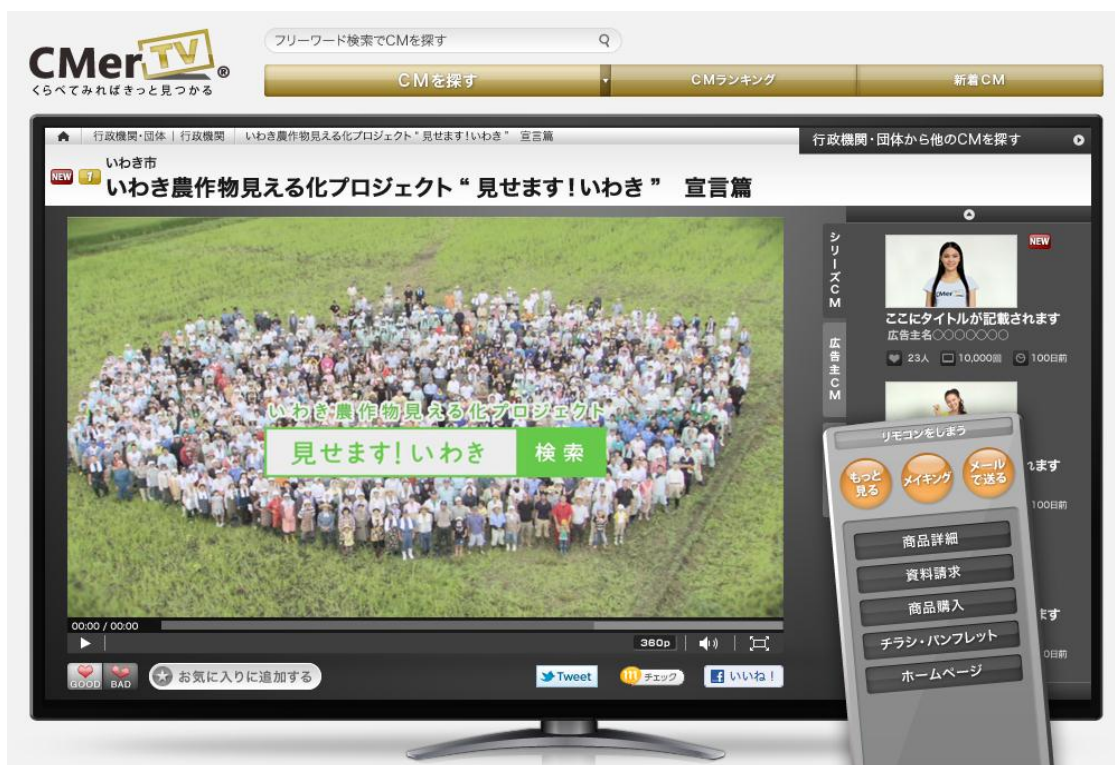 CMerTV®
くらべてみればきっと見つかる
フリーワード検索でCMを探す
CMを探す
CMランキング
新着CM
行政機関・団体 | 行政機関 いわき農作物見える化プロジェクト“見せます!いわき” 宣言篇
行政機関・団体から他のCMを探す
いわき市
NEW 1 いわき農作物見える化プロジェクト“見せます!いわき” 宣言篇
いわき農作物見える化プロジェクト
見せます!いわき 検索
00:00 / 00:00
360p
GOOD BAD
お気に入りに追加する
Tweet
m チェック
f いいね!
シリーズCM
広告主CM
NEW
CMer
ここにタイトルが記載されます
広告主名○○○○○○○
23人 10,000回 100日前
れます
100日前
ます
0日前
リモコンをしまう
もっと見る
メイキング
メールで送る
商品詳細
資料請求
商品購入
チラシ・パンフレット
ホームページ